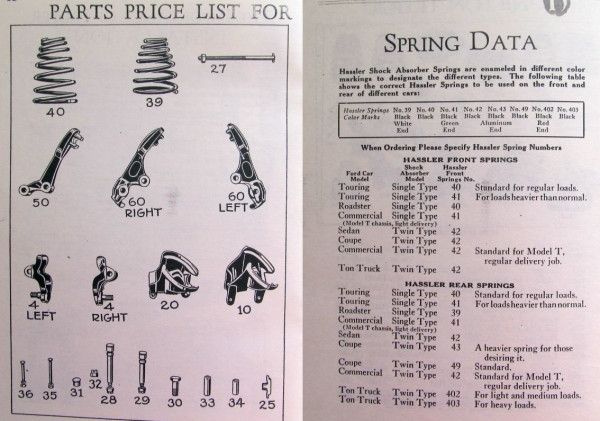 PARTS PRICE LIST FOR
40
39
27
50
60
RIGHT
60
LEFT
4
LEFT
4
RIGHT
20
10
36
35
31
32
28
29
30
33
34
25
SPRING DATA
Hassler Shock Absorber Springs are enameled in different color
markings to designate the different types. The following table
shows the correct Hassler Springs to be used on the front and
rear of different cars:
Hassler Springs No. 39 No. 40 No. 41 No. 42 No. 43 No. 49 No. 402 No. 403
Color Marks Black Black Black Black Black Black Black Black
White Green Aluminum Red
End End End End
When Ordering Please Specify Hassler Spring Numbers
HASSLER FRONT SPRINGS
Ford Car Model Shock Absorber Model Hassler Front Springs No.
Touring Single Type 40 Standard for regular loads.
Touring Single Type 41 For loads heavier than normal.
Roadster Single Type 40
Commercial Single Type 41
(Model T chassis, light delivery)
Sedan Twin Type 42
Coupe Twin Type 42
Commercial Twin Type 42 Standard for Model T,
regular delivery job.
Ton Truck Twin Type 42
HASSLER REAR SPRINGS
Touring Single Type 40 Standard for regular loads.
Touring Single Type 41 For loads heavier than normal.
Roadster Single Type 39
Commercial Single Type 41
(Model T chassis, light delivery)
Sedan Twin Type 42
Coupe Twin Type 43 A heavier spring for those
desiring it.
Coupe Twin Type 49 Standard.
Commercial Twin Type 42 Standard for Model T,
regular delivery job.
Ton Truck Twin Type 402 For light and medium loads.
Ton Truck Twin Type 403 For heavy loads.